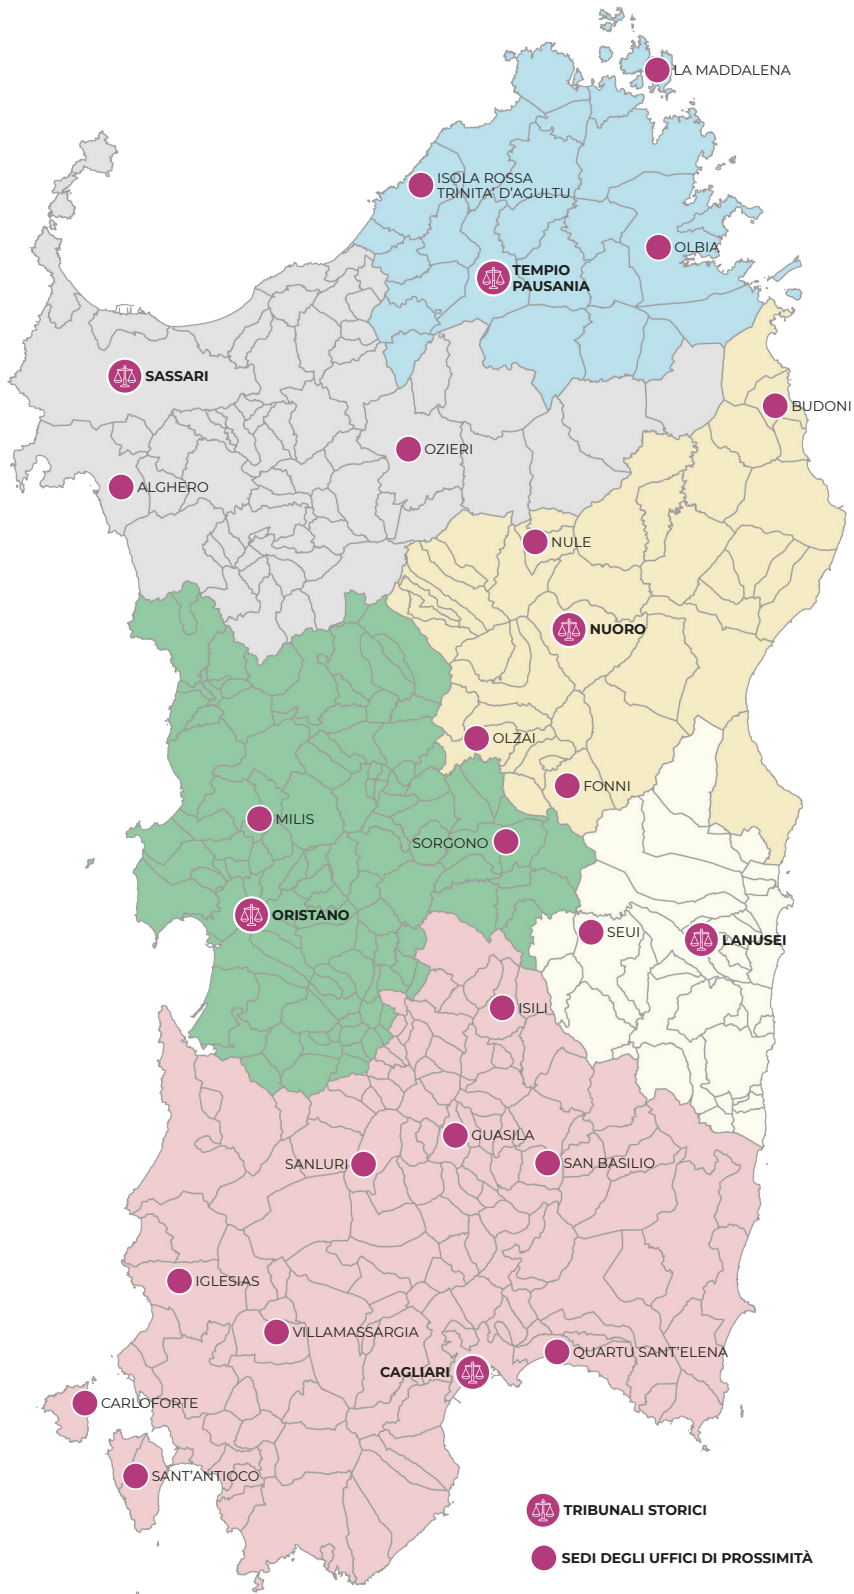 LA MADDALENA
ISOLA ROSSA
TRINITA' D'AGULTU
OLBIA
TEMPIO
PAUSANIA
SASSARI
BUDONI
OZIERI
ALGHERO
NULE
NUORO
OLZAI
FONNI
MILIS
SORGONO
ORISTANO
SEUI
LANUSEI
ISILI
GUASILA
SANLURI
SAN BASILIO
IGLESIAS
VILLAMASSARGIA
QUARTU SANT'ELENA
CAGLIARI
CARLOFORTE
SANT'ANTIOCO
TRIBUNALI STORICI
SEDI DEGLI UFFICI DI PROSSIMITÀ